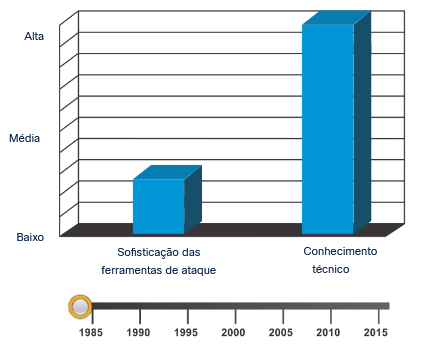 Alta
Média
Baixo
Sofisticação das
ferramentas de ataque
Conhecimento
técnico
1985 1990 1995 2000 2005 2010 2015